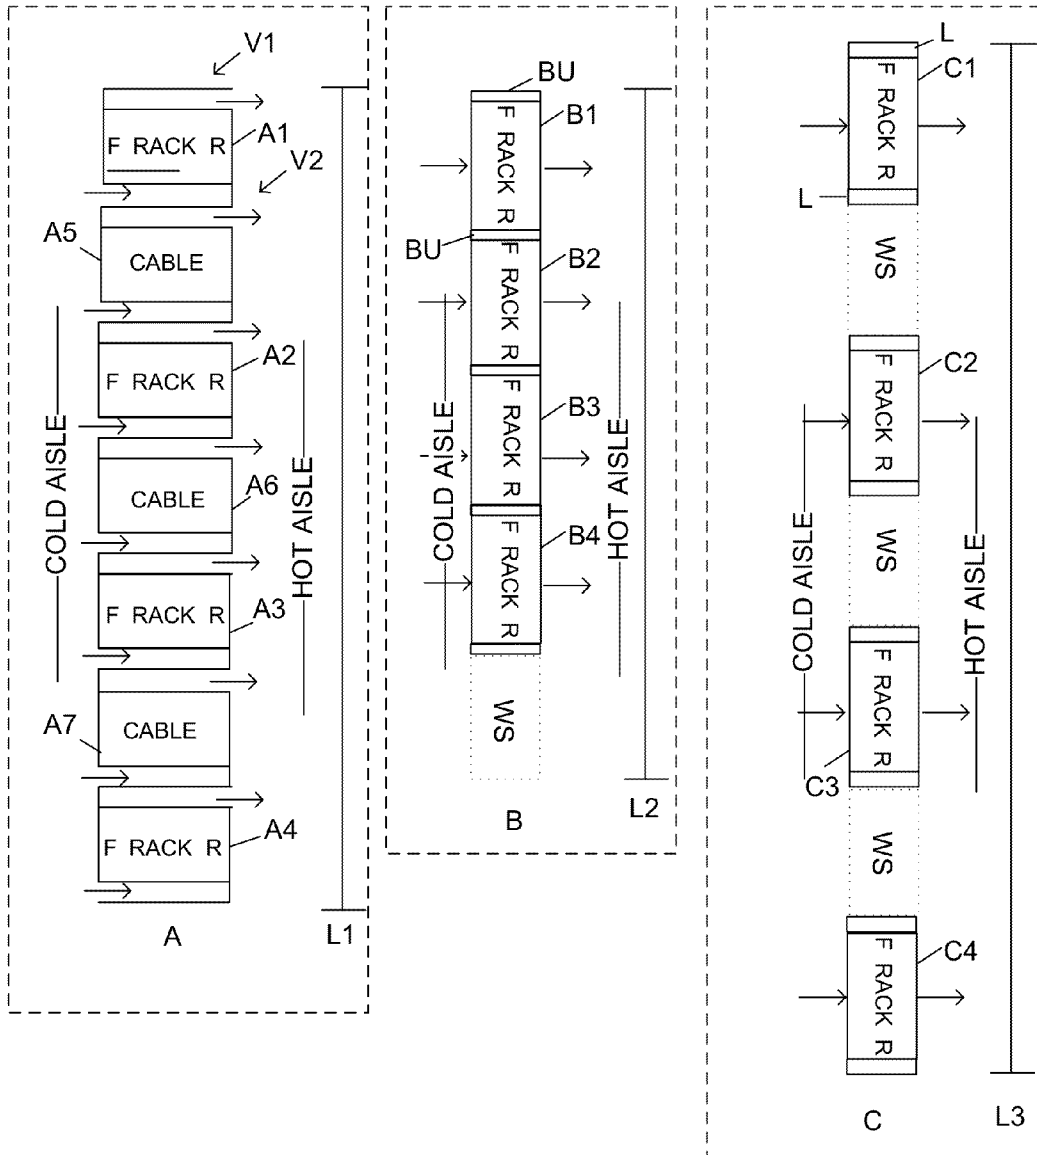 V1
F RACK R
A1
V2
A5
CABLE
F RACK R
A2
COLD AISLE
HOT AISLE
CABLE
A6
F RACK R
A3
A7
CABLE
F RACK R
A4
A
L1
BU
B1
F RACK R
BU
B2
F RACK R
B3
F RACK R
COLD AISLE
HOT AISLE
B4
F RACK R
WS
B
L2
L
C1
F RACK R
L
WS
C2
F RACK R
COLD AISLE
HOT AISLE
WS
F RACK R
C3
WS
C4
F RACK R
C
L3